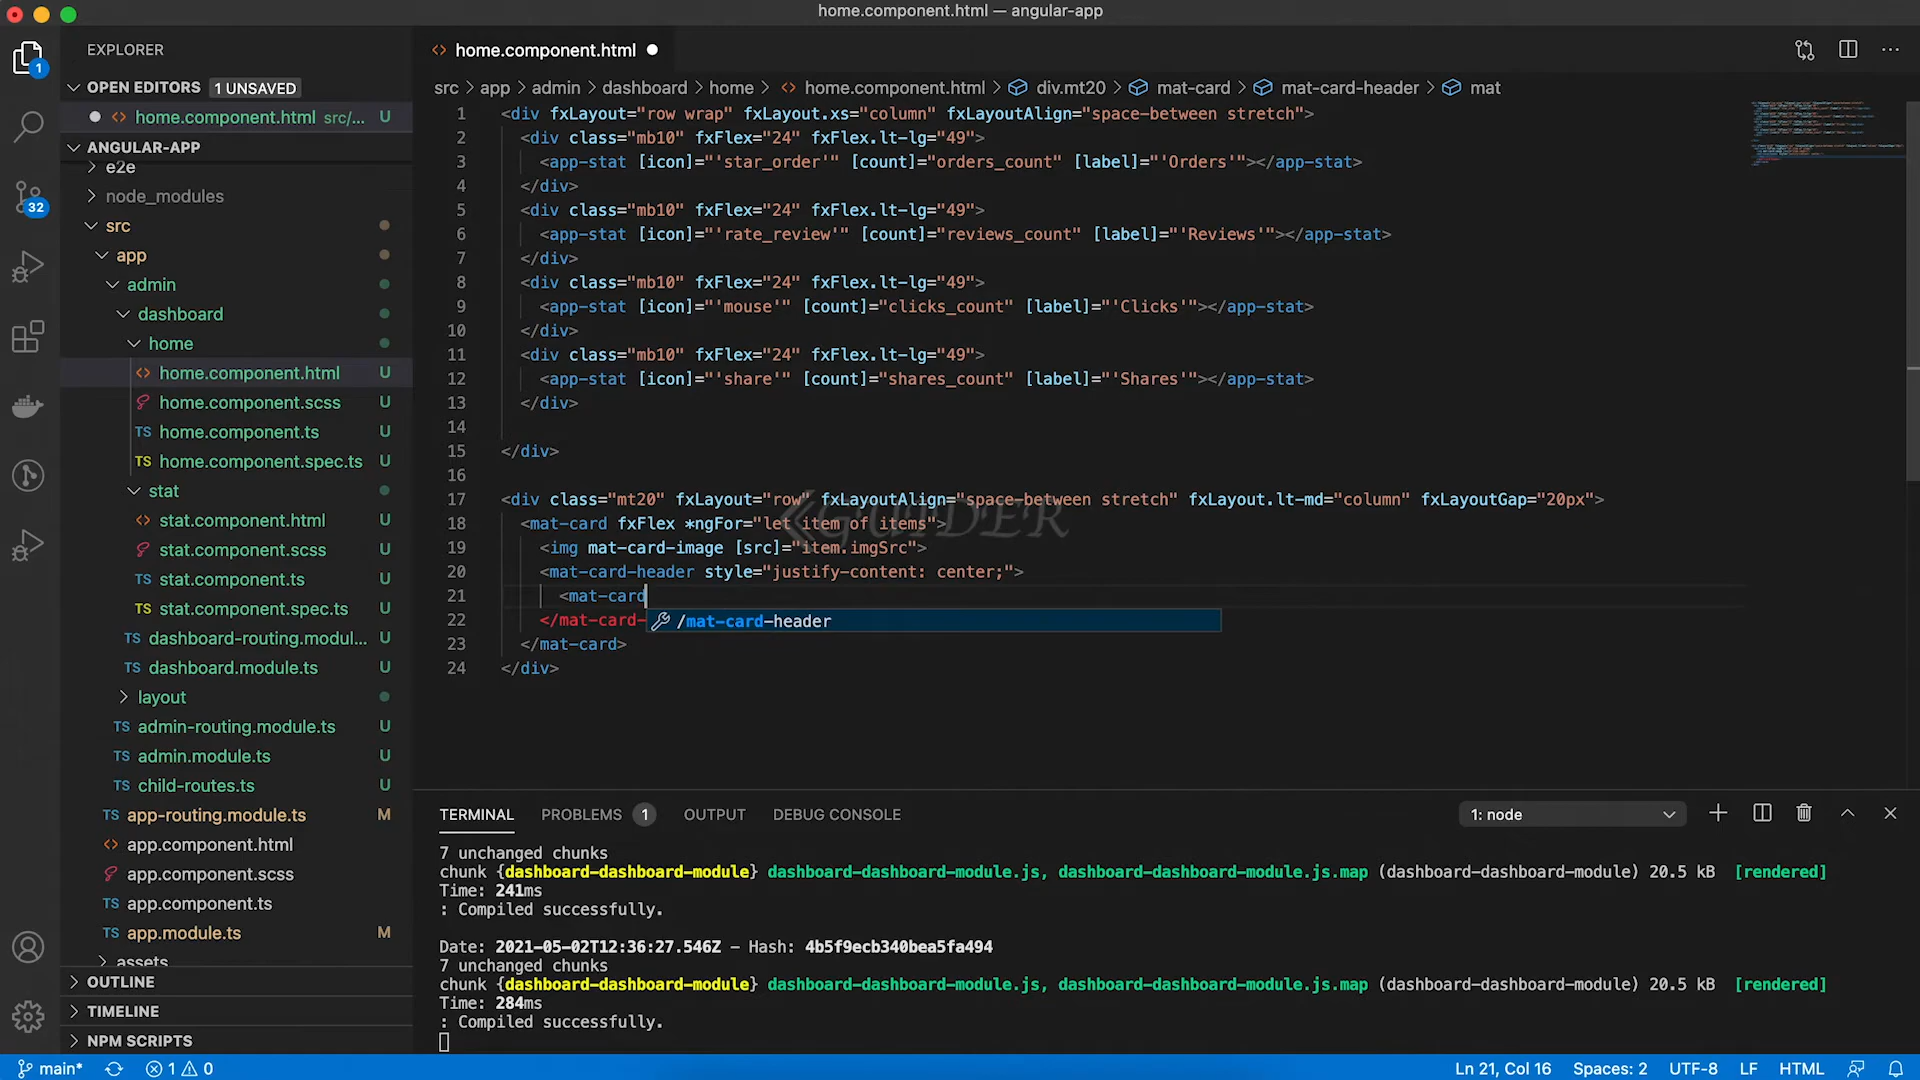 home.component.html — angular-app
EXPLORER
OPEN EDITORS 1 UNSAVED
home.component.html src/... U
ANGULAR-APP
e2e
node_modules
src
app
admin
dashboard
home
home.component.html U
home.component.scss U
TS home.component.ts U
TS home.component.spec.ts U
stat
stat.component.html U
stat.component.scss U
TS stat.component.ts U
TS stat.component.spec.ts U
TS dashboard-routing.modul... U
TS dashboard.module.ts U
layout
TS admin-routing.module.ts U
TS admin.module.ts U
TS child-routes.ts U
TS app-routing.module.ts M
app.component.html
app.component.scss
TS app.component.ts
TS app.module.ts M
assets
OUTLINE
TIMELINE
NPM SCRIPTS
1
32
home.component.html
src > app > admin > dashboard > home > home.component.html > div.mt20 > mat-card > mat-card-header > mat
1 <div fxLayout="row wrap" fxLayout.xs="column" fxLayoutAlign="space-between stretch">
2 <div class="mb10" fxFlex="24" fxFlex.lt-lg="49">
3 <app-stat [icon]="'star_order'" [count]="orders_count" [label]="'Orders'"></app-stat>
4 </div>
5 <div class="mb10" fxFlex="24" fxFlex.lt-lg="49">
6 <app-stat [icon]="'rate_review'" [count]="reviews_count" [label]="'Reviews'"></app-stat>
7 </div>
8 <div class="mb10" fxFlex="24" fxFlex.lt-lg="49">
9 <app-stat [icon]="'mouse'" [count]="clicks_count" [label]="'Clicks'"></app-stat>
10 </div>
11 <div class="mb10" fxFlex="24" fxFlex.lt-lg="49">
12 <app-stat [icon]="'share'" [count]="shares_count" [label]="'Shares'"></app-stat>
13 </div>
14
15 </div>
16
17 <div class="mt20" fxLayout="row" fxLayoutAlign="space-between stretch" fxLayout.lt-md="column" fxLayoutGap="20px">
18 <mat-card fxFlex *ngFor="let item of items">
19 <img mat-card-image [src]="item.imgSrc">
20 <mat-card-header style="justify-content: center;">
21 <mat-card
22 </mat-card- /mat-card-header
23 </mat-card>
24 </div>
GUIDER
TERMINAL PROBLEMS 1 OUTPUT DEBUG CONSOLE 1: node
7 unchanged chunks
chunk {dashboard-dashboard-module} dashboard-dashboard-module.js, dashboard-dashboard-module.js.map (dashboard-dashboard-module) 20.5 kB [rendered]
Time: 241ms
: Compiled successfully.
Date: 2021-05-02T12:36:27.546Z – Hash: 4b5f9ecb340bea5fa494
7 unchanged chunks
chunk {dashboard-dashboard-module} dashboard-dashboard-module.js, dashboard-dashboard-module.js.map (dashboard-dashboard-module) 20.5 kB [rendered]
Time: 284ms
: Compiled successfully.
main* 1 0 Ln 21, Col 16 Spaces: 2 UTF-8 LF HTML